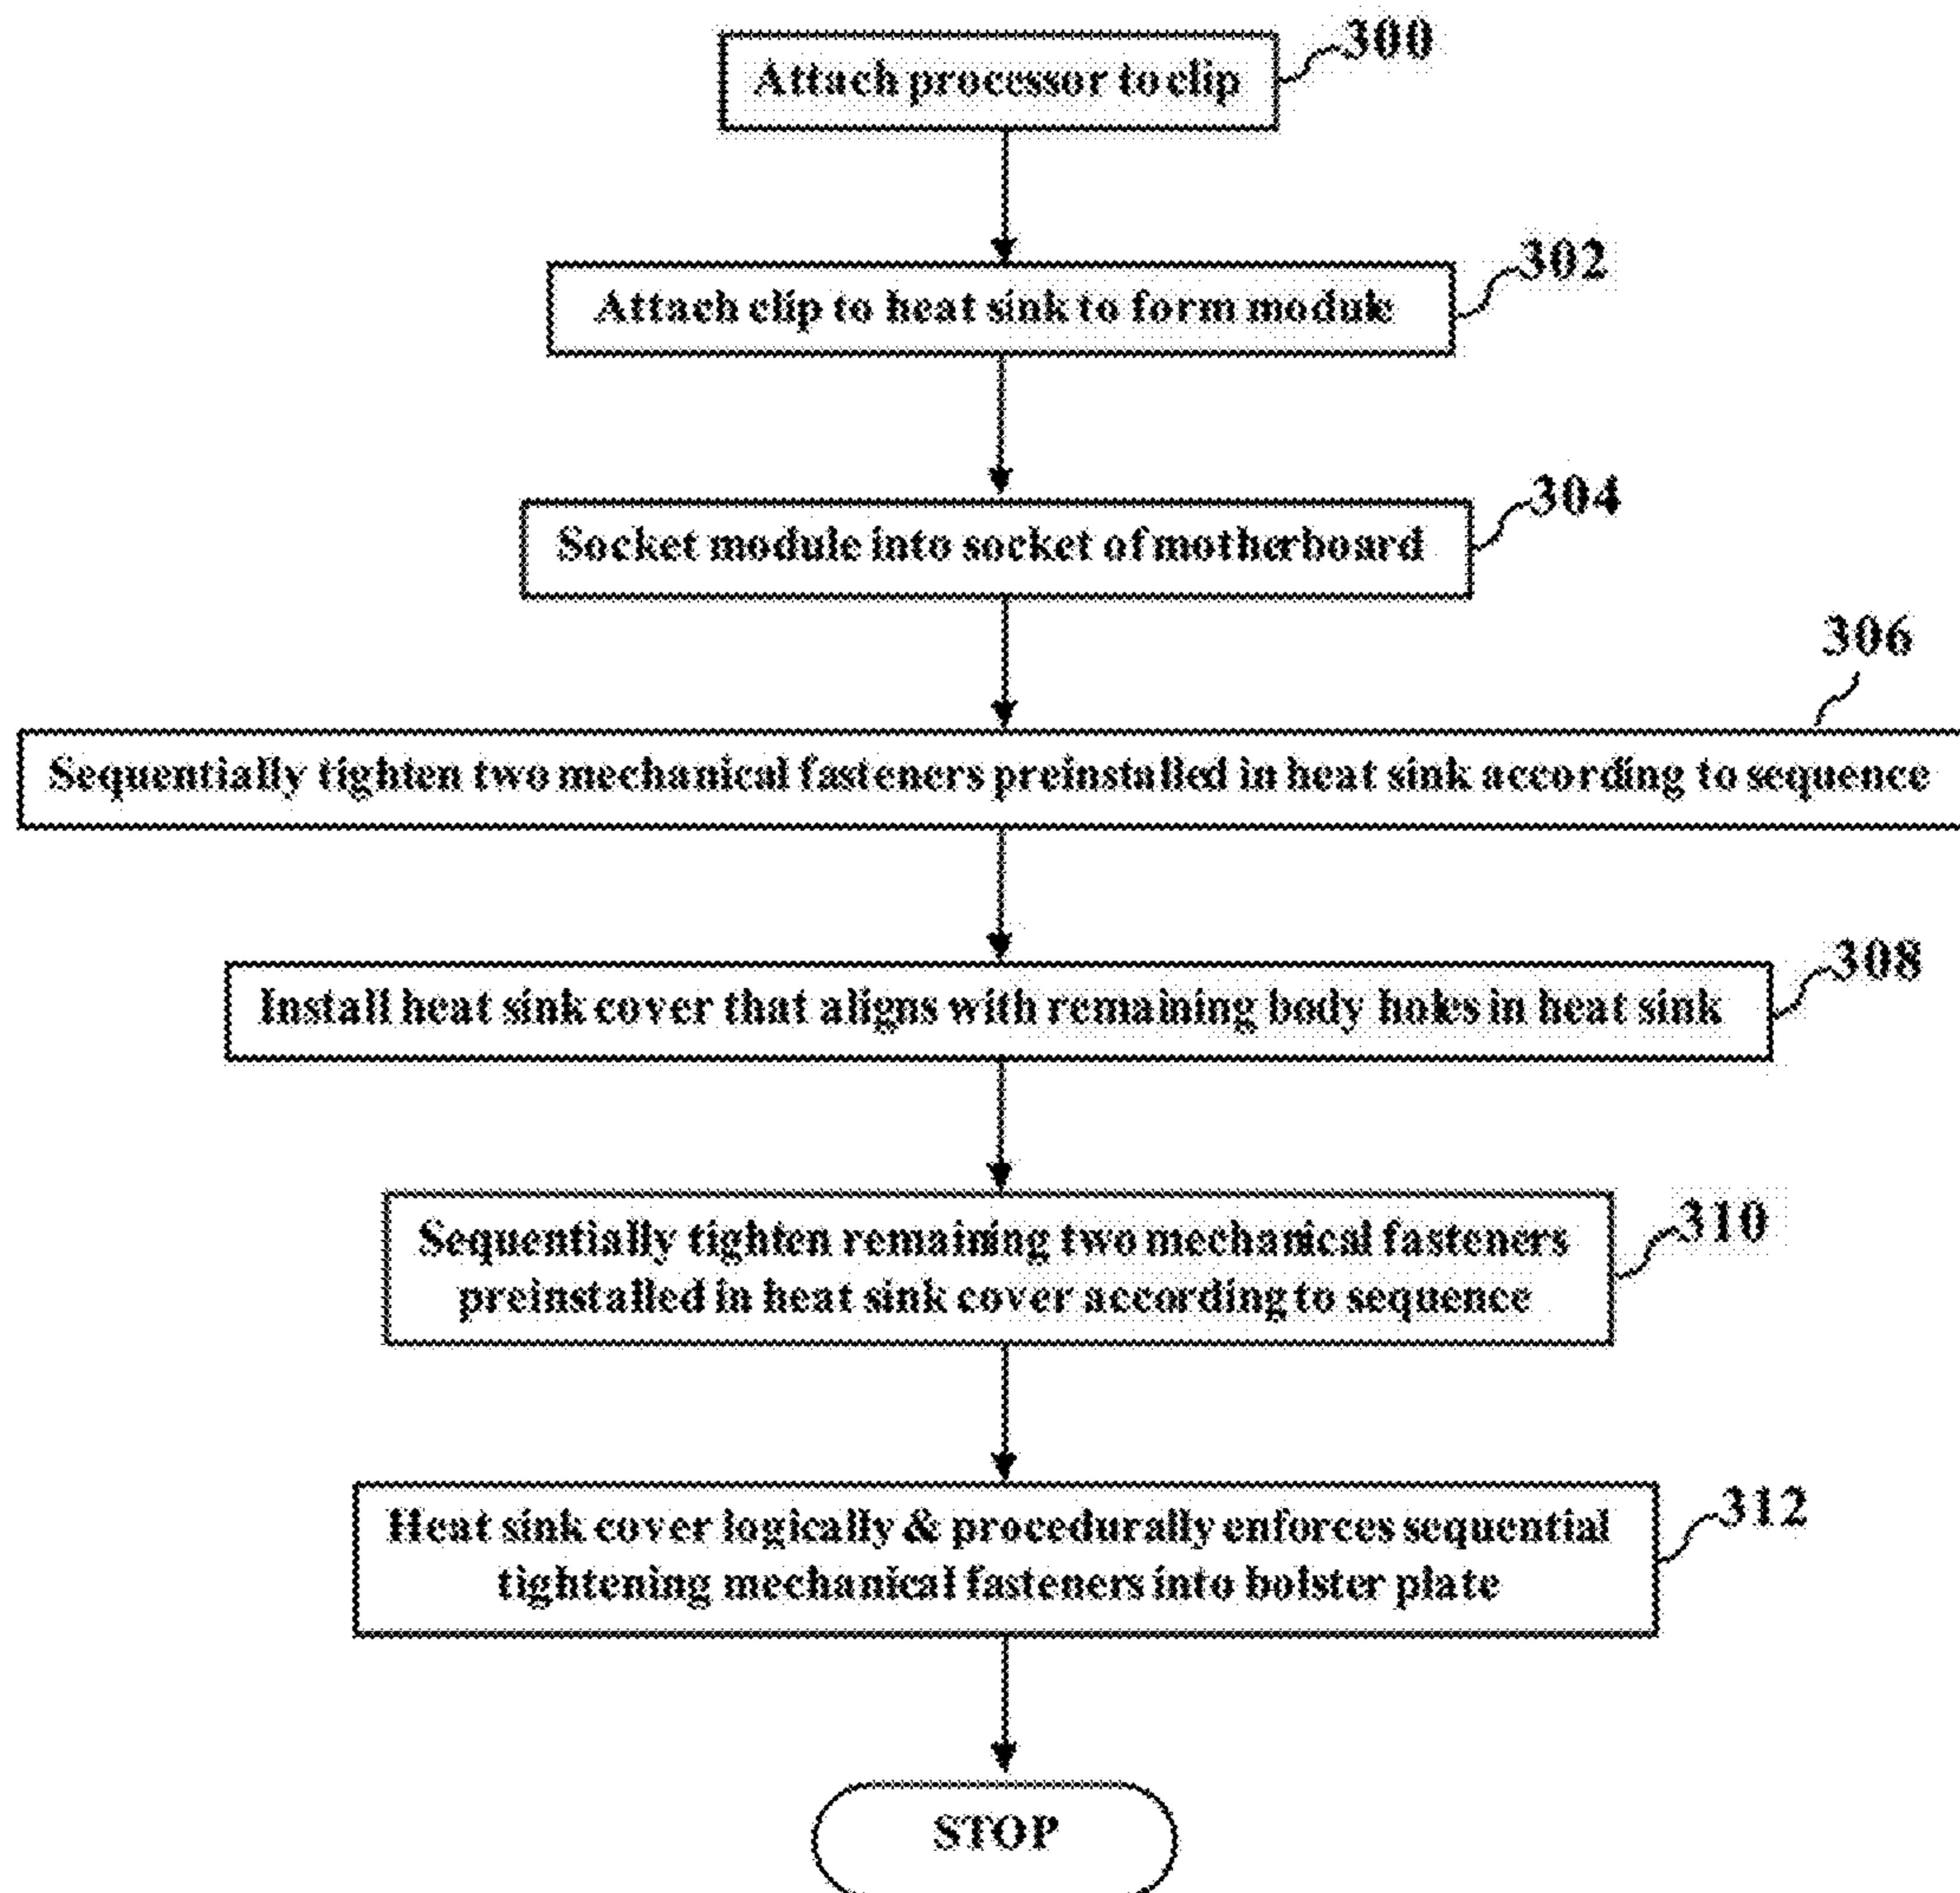 300
Attach processor to clip
302
Attach clip to heat sink to form module
304
Socket module into socket of motherboard
306
Sequentially tighten two mechanical fasteners preinstalled in heat sink according to sequence
308
Install heat sink cover that aligns with remaining body holes in heat sink
310
Sequentially tighten remaining two mechanical fasteners
preinstalled in heat sink cover according to sequence
312
Heat sink cover logically & procedurally enforces sequential
tightening mechanical fasteners into bolster plate
STOP